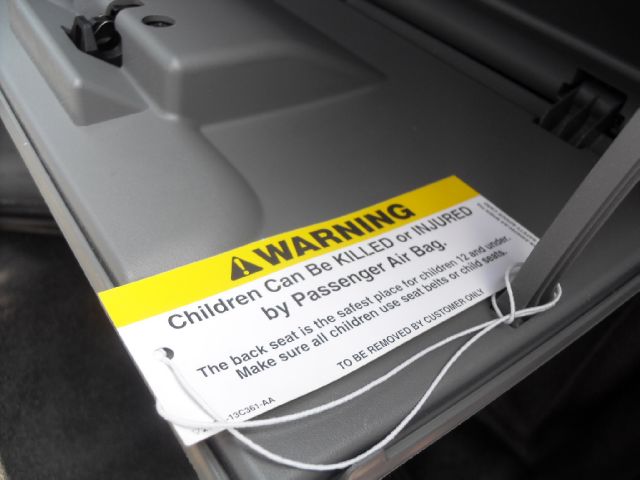 WARNING
Children Can Be KILLED or INJURED
by Passenger Air Bag.
The back seat is the safest place for children 12 and under.
Make sure all children use seat belts or child seats.
TO BE REMOVED BY CUSTOMER ONLY
-13C361-AA